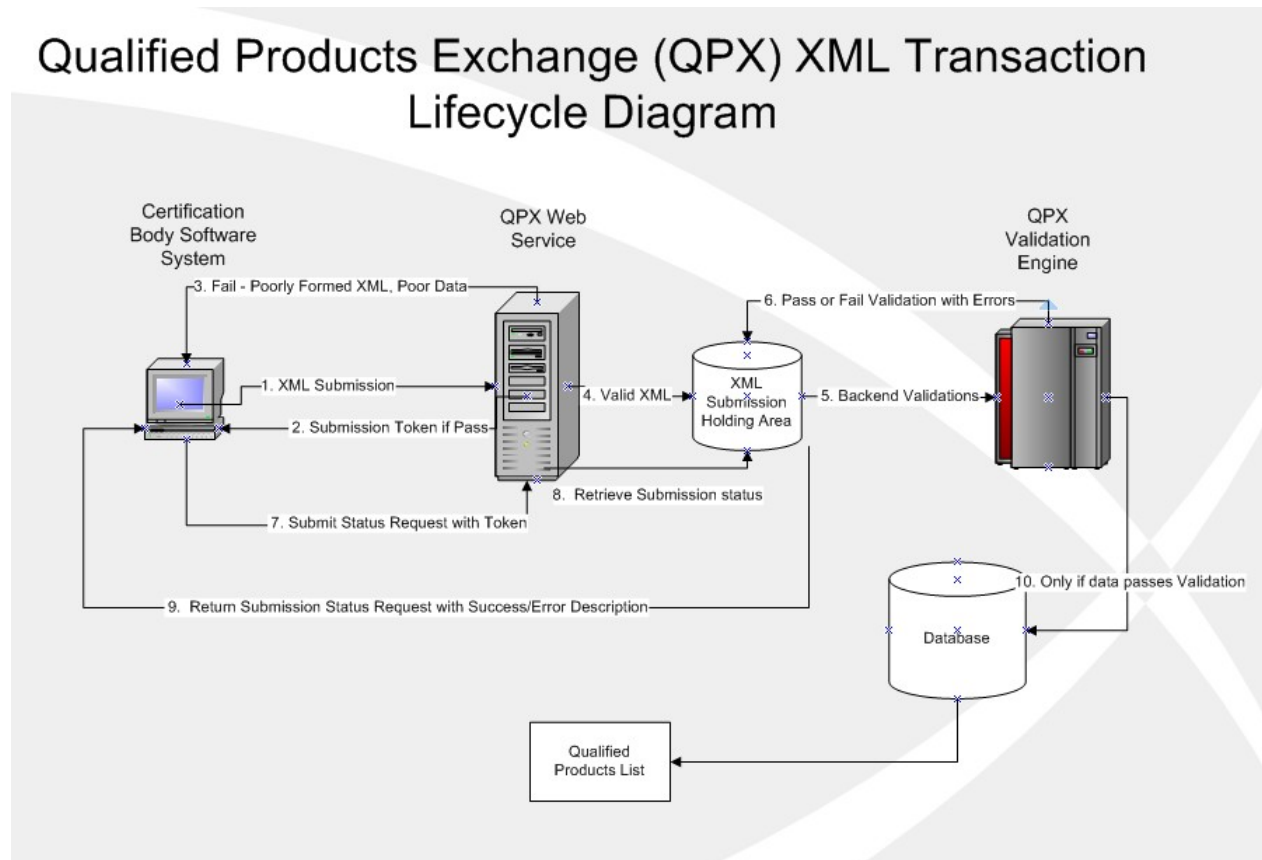 Qualified Products Exchange (QPX) XML Transaction
Lifecycle Diagram
Certification
Body Software
System
QPX Web
Service
QPX
Validation
Engine
3. Fail - Poorly Formed XML, Poor Data
6. Pass or Fail Validation with Errors
1. XML Submission
4. Valid XML
XML
Submission
Holding Area
5. Backend Validations
2. Submission Token if Pass
8. Retrieve Submission status
7. Submit Status Request with Token
10. Only if data passes Validation
9. Return Submission Status Request with Success/Error Description
Database
Qualified
Products List